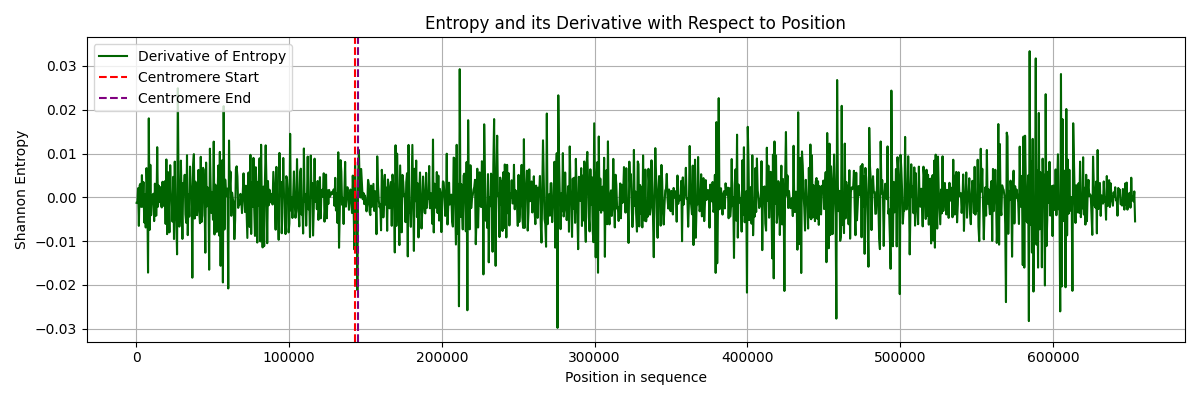 Entropy and its Derivative with Respect to Position
Derivative of Entropy
Centromere Start
Centromere End
Shannon Entropy
0.03
0.02
0.01
0.00
−0.01
−0.02
−0.03
0 100000 200000 300000 400000 500000 600000
Position in sequence